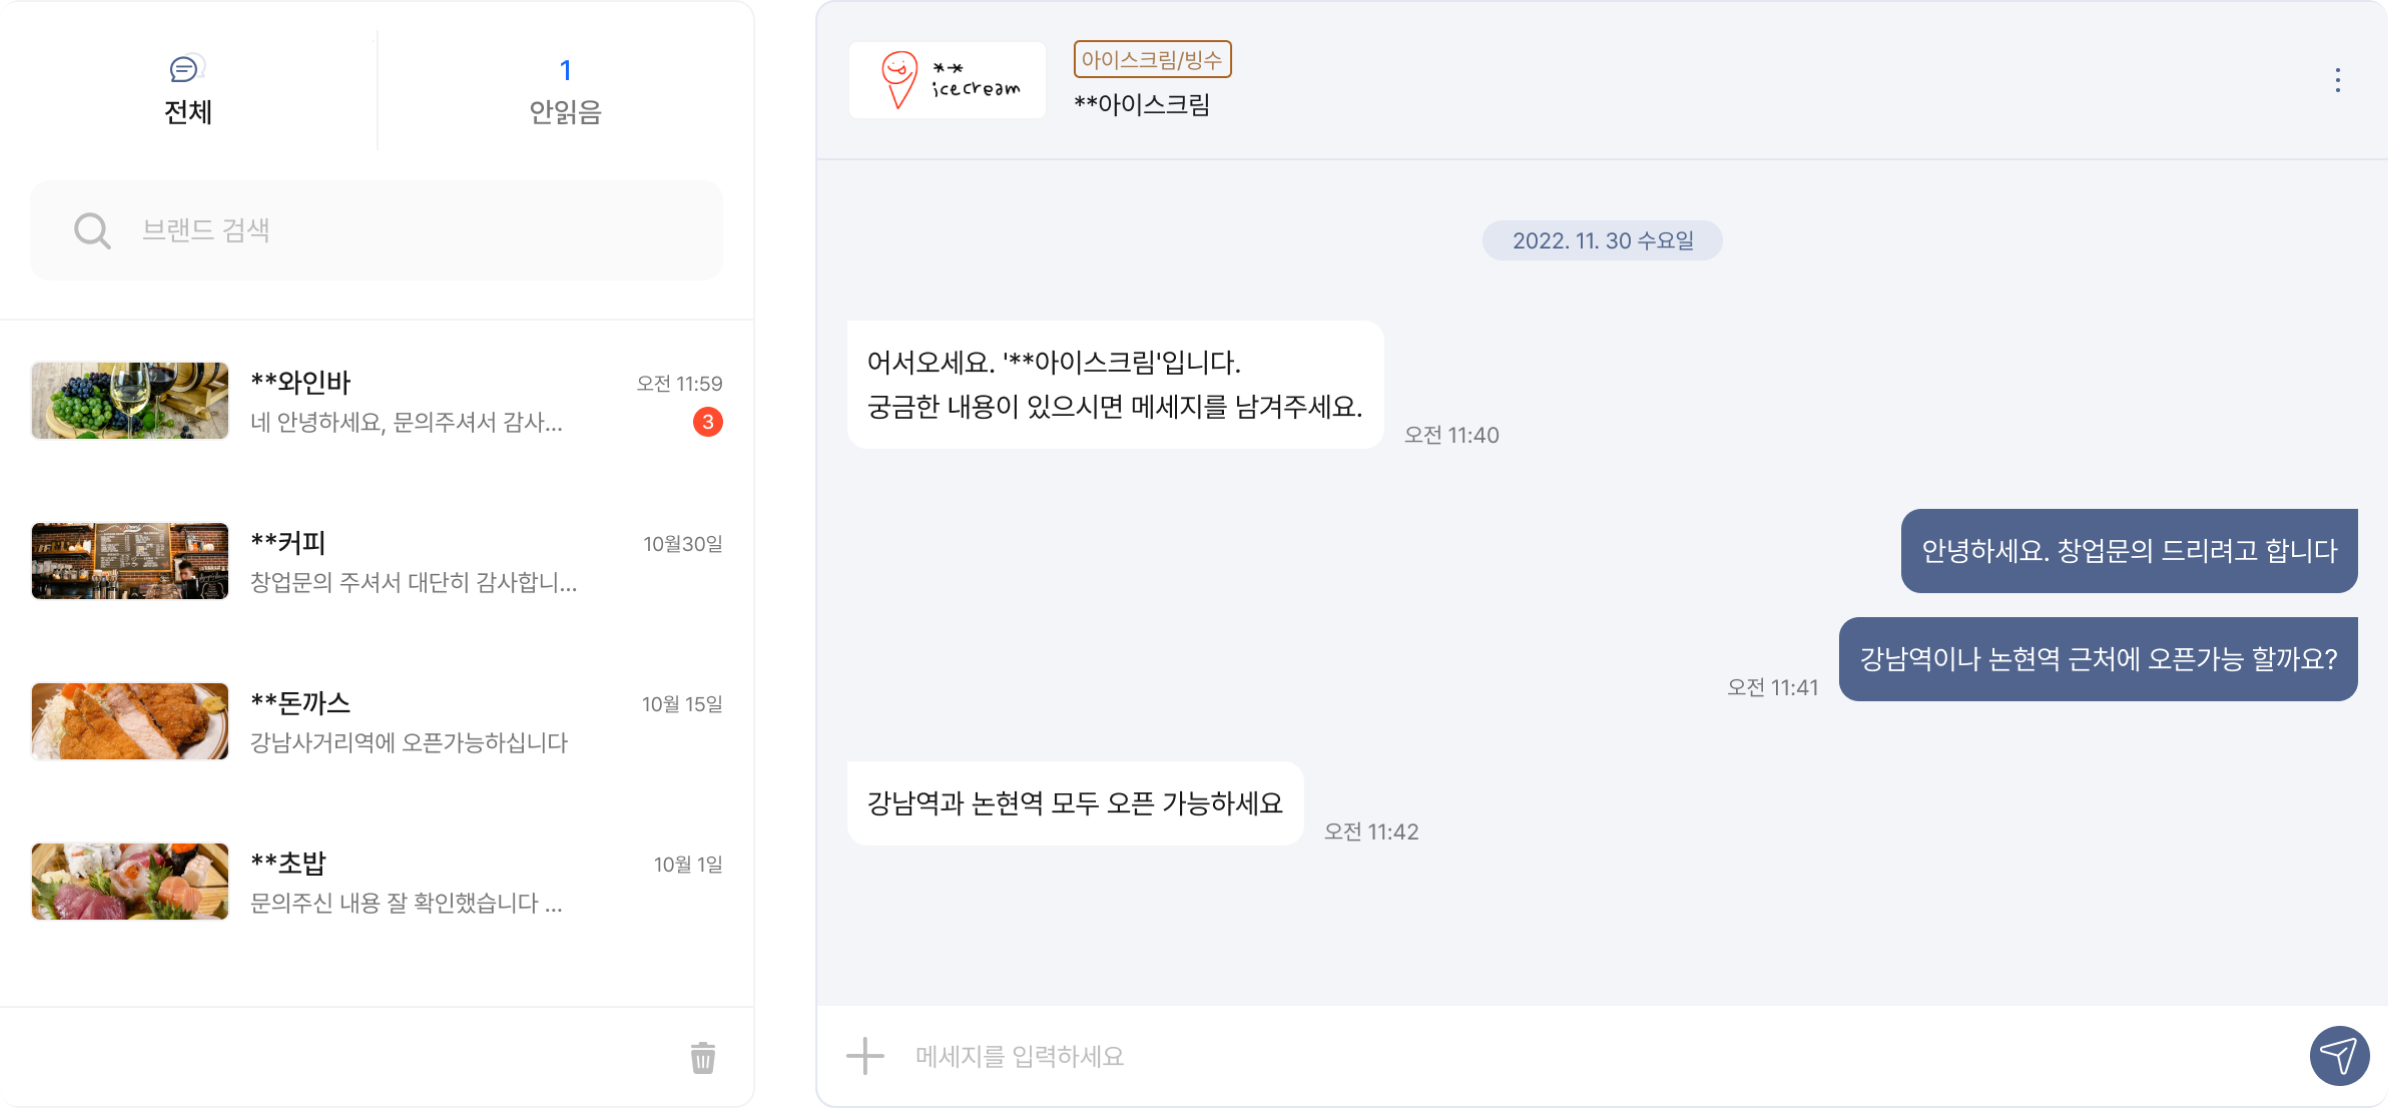 전체
1
안읽음
브랜드 검색
**와인바
오전 11:59
네 안녕하세요, 문의주셔서 감사...
3
**커피
10월30일
창업문의 주셔서 대단히 감사합니...
**돈까스
10월 15일
강남사거리역에 오픈가능하십니다
**초밥
10월 1일
문의주신 내용 잘 확인했습니다 ...
**
icecream
아이스크림/빙수
**아이스크림
2022. 11. 30 수요일
어서오세요. '**아이스크림'입니다.
궁금한 내용이 있으시면 메세지를 남겨주세요.
오전 11:40
안녕하세요. 창업문의 드리려고 합니다
강남역이나 논현역 근처에 오픈가능 할까요?
오전 11:41
강남역과 논현역 모두 오픈 가능하세요
오전 11:42
메세지를 입력하세요